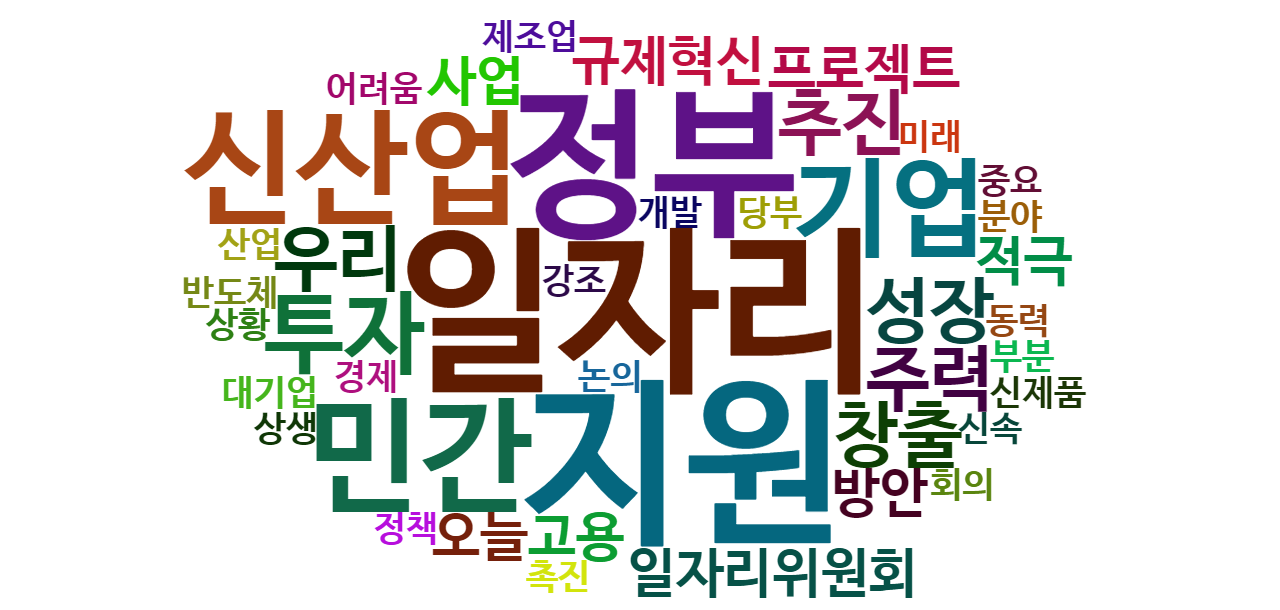 제조업
규제혁신
프로젝트
어려움
사업
정부
추진
신산업
미래
기업
중요
개발
당부
분야
산업
우리
일자리
강조
적극
반도체
투자
성장
상황
동력
경제
논의
주력
부분
대기업
신제품
상생
민간
지원
창출
신속
방안
회의
정책
오늘
고용
일자리위원회
촉진